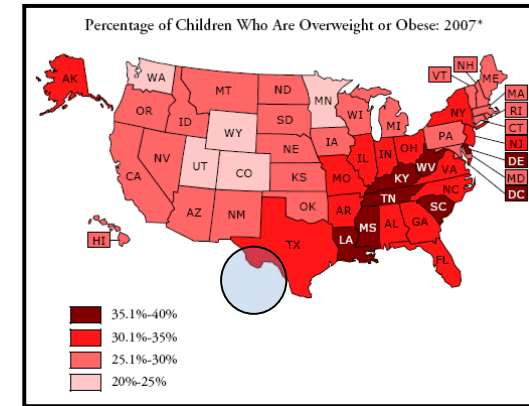 Percentage of Children Who Are Overweight or Obese: 2007*
AK
WA
MT
ND
MN
VT
NH
ME
OR
ID
SD
WI
MI
NY
MA
RI
CT
NJ
DE
MD
DC
WY
NE
IA
PA
NV
UT
CO
KS
MO
IL
IN
OH
WV
VA
KY
CA
AZ
NM
OK
AR
TN
NC
SC
HI
TX
LA
MS
AL
GA
FL
35.1%-40%
30.1%-35%
25.1%-30%
20%-25%